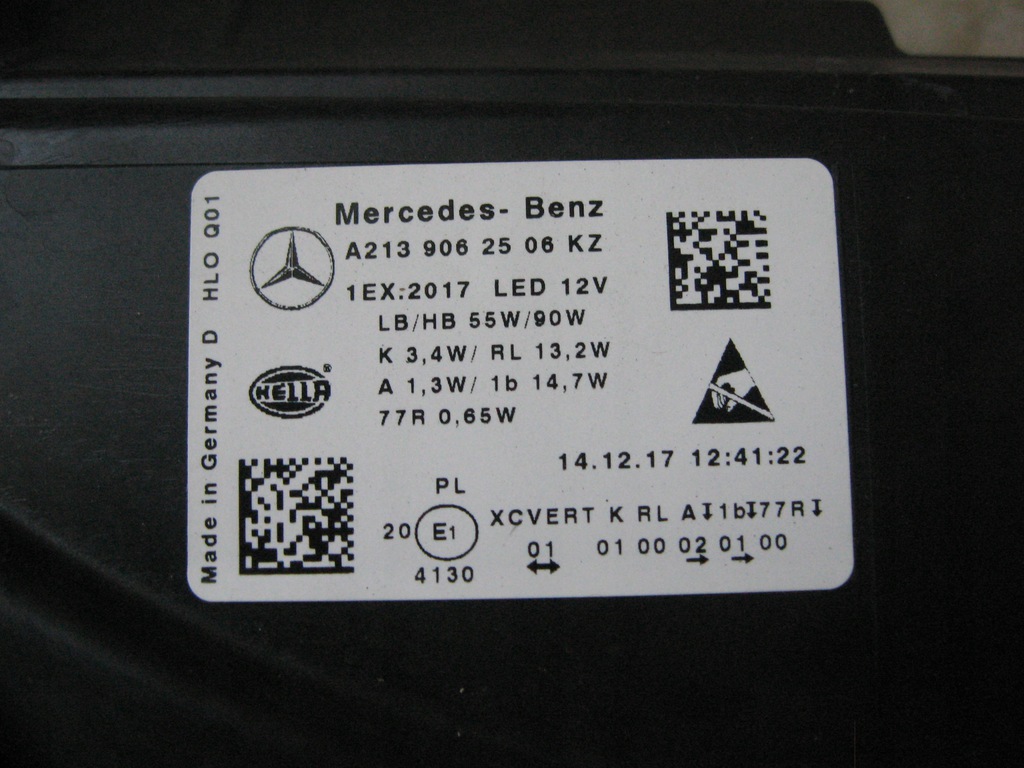 Mercedes- Benz
A213 906 25 06 KZ
1EX:2017 LED 12V
LB/HB 55W/90W
K 3,4W/ RL 13,2W
A 1,3W/ 1b 14,7W
77R 0,65W
HELLA®
14.12.17 12:41:22
PL
20 E1
4130
XCVERT K RL A↧1b↧77R↧
01 01 00 02 01 00
Made in Germany D HLO Q01